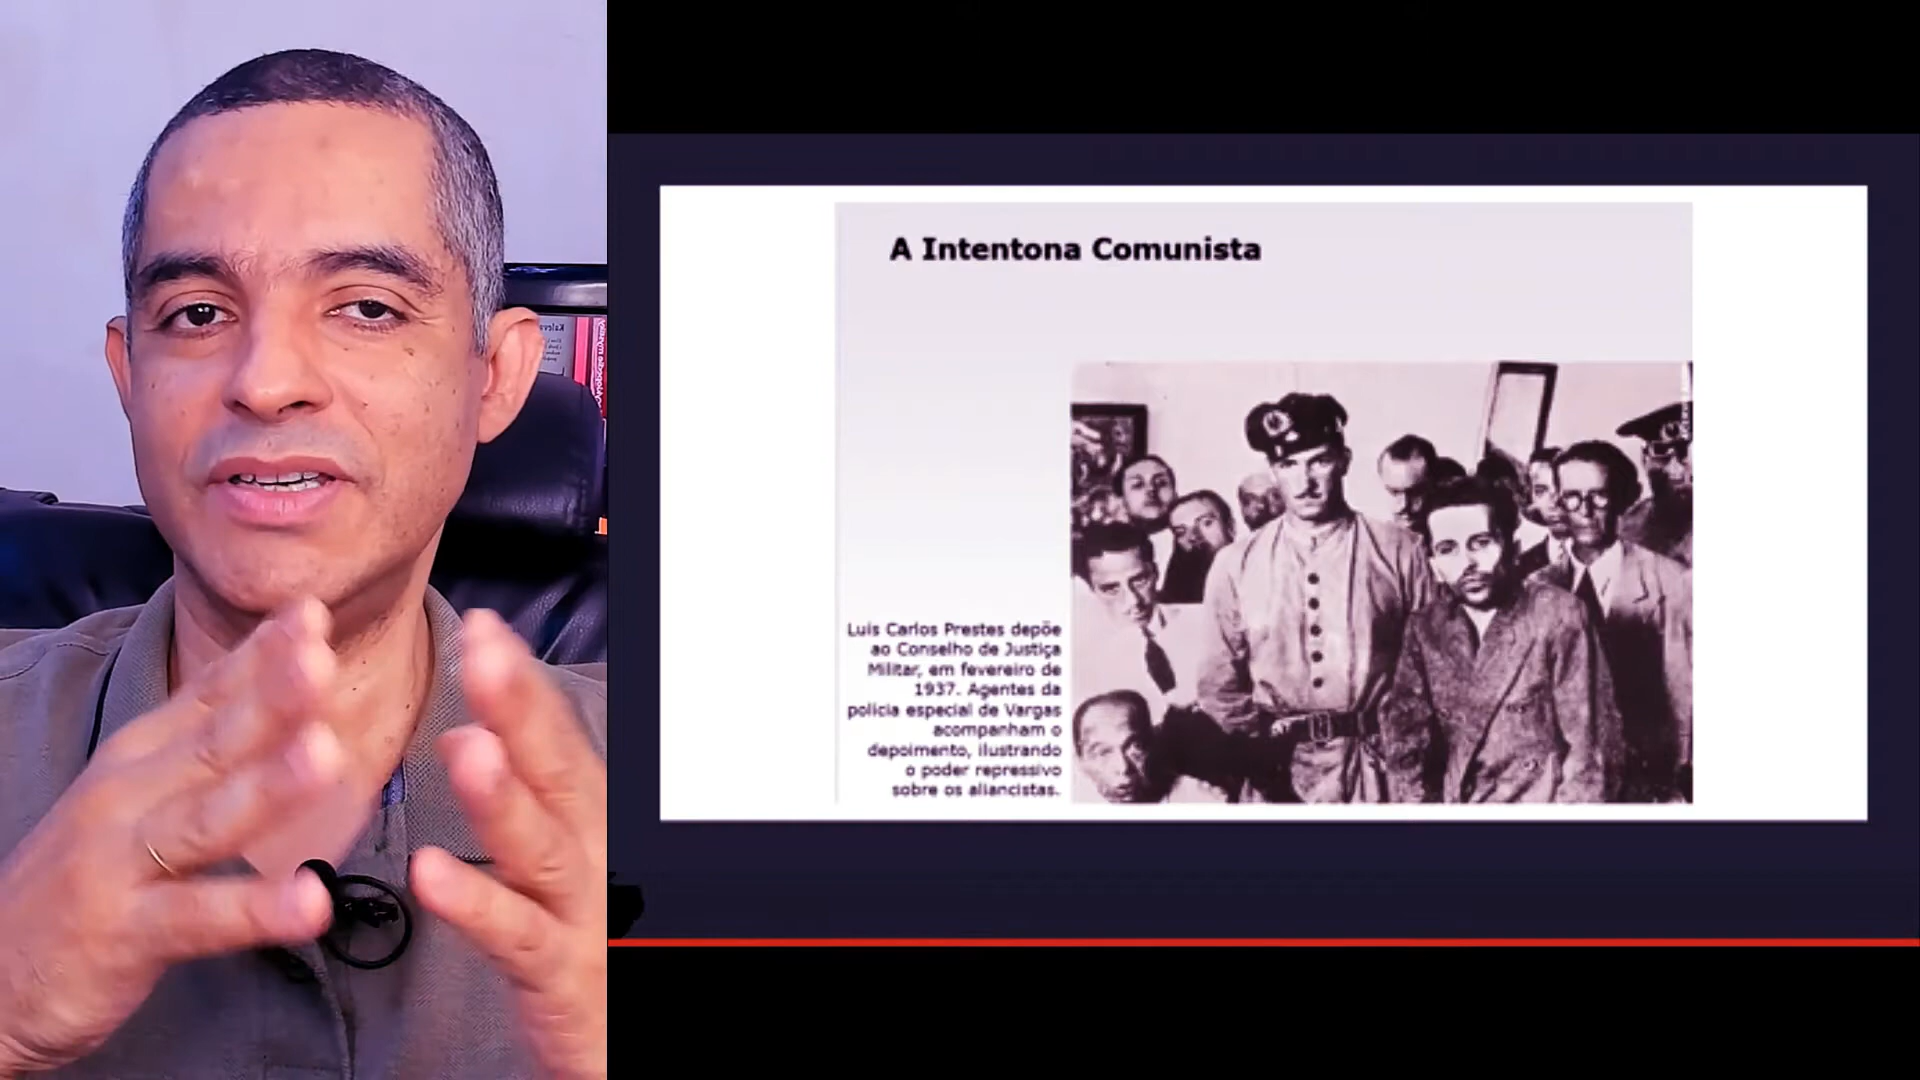 A Intentona Comunista
Luis Carlos Prestes depõe
ao Conselho de Justiça
Militar, em fevereiro de
1937. Agentes da
polícia especial de Vargas
acompanham o
depoimento, ilustrando
o poder repressivo
sobre os aliancistas.
Kaleva